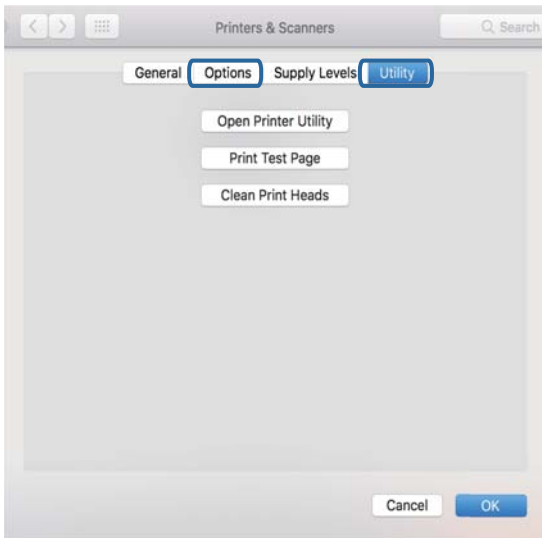 Printers & Scanners Search
General Options Supply Levels Utility
Open Printer Utility
Print Test Page
Clean Print Heads
Cancel OK